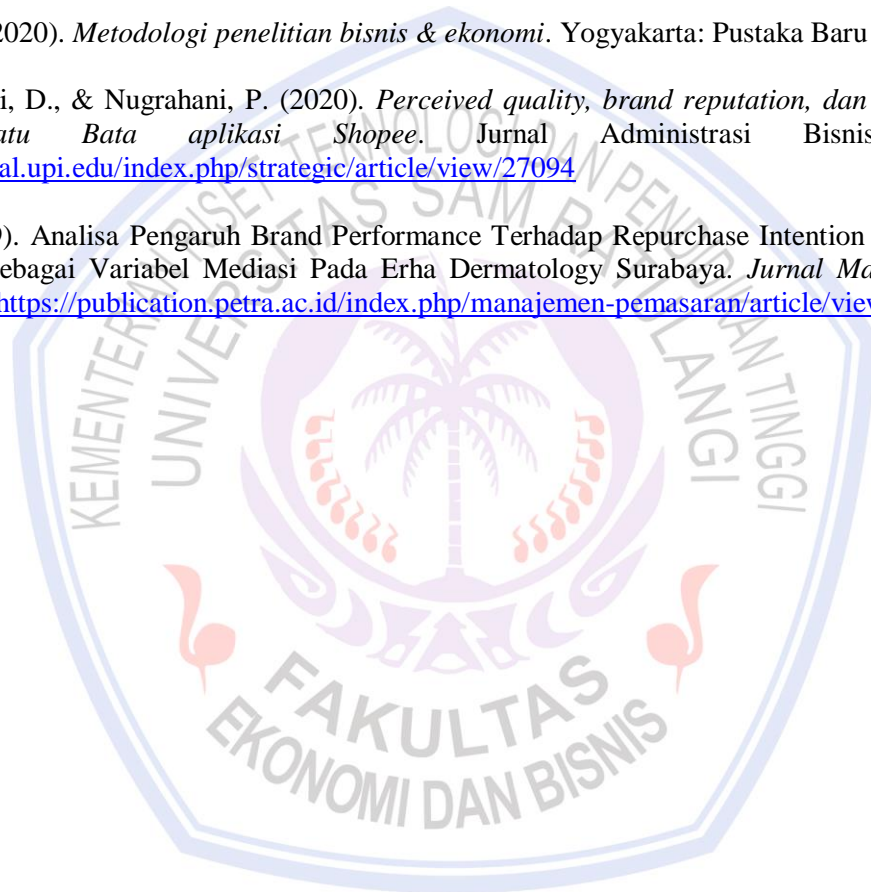 2020). Metodologi penelitian bisnis & ekonomi. Yogyakarta: Pustaka Baru
i, D., & Nugrahani, P. (2020). Perceived quality, brand reputation, dan
atu Bata aplikasi Shopee. Jurnal Administrasi Bisnis
al.upi.edu/index.php/strategic/article/view/27094
). Analisa Pengaruh Brand Performance Terhadap Repurchase Intention
ebagai Variabel Mediasi Pada Erha Dermatology Surabaya. Jurnal Ma
https://publication.petra.ac.id/index.php/manajemen-pemasaran/article/vie
KEMENTERIAN RISET TEKNOLOGI DAN PENDIDIKAN TINGGI
UNIVERSITAS SAM RATULANGI
FAKULTAS
EKONOMI DAN BISNIS